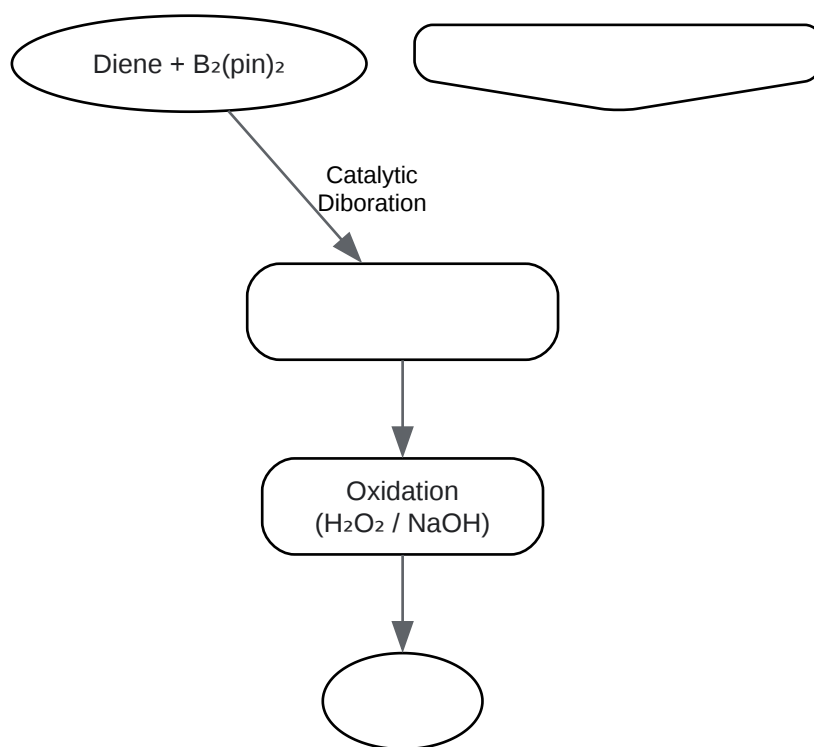 Diene + B₂(pin)₂
Catalytic
Diboration
Oxidation
(H₂O₂ / NaOH)